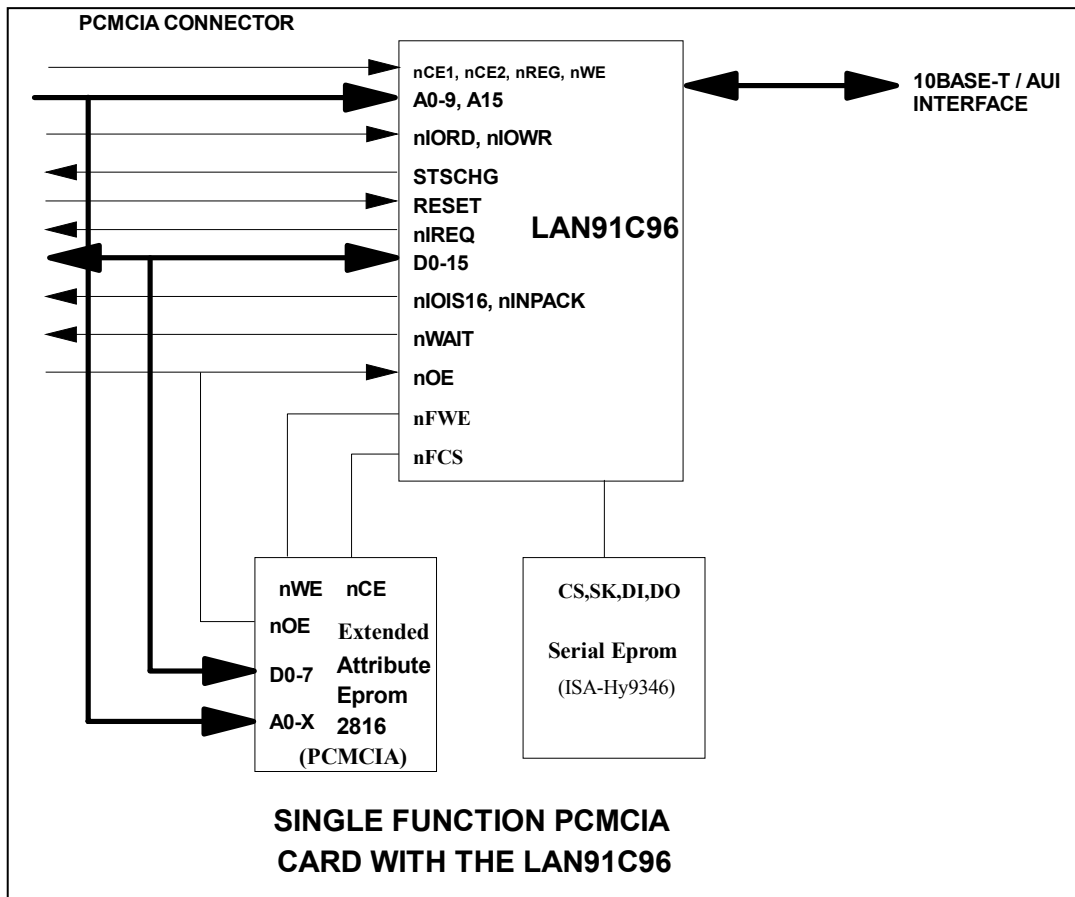 PCMCIA CONNECTOR
nCE1, nCE2, nREG, nWE
A0-9, A15
nIORD, nIOWR
STSCHG
RESET
nIREQ
D0-15
nIOIS16, nINPACK
nWAIT
nOE
nFWE
nFCS
LAN91C96
10BASE-T / AUI
INTERFACE
nWE nCE
nOE
D0-7
A0-X
Extended
Attribute
Eprom
2816
(PCMCIA)
CS,SK,DI,DO
Serial Eprom
(ISA-Hy9346)
SINGLE FUNCTION PCMCIA
CARD WITH THE LAN91C96